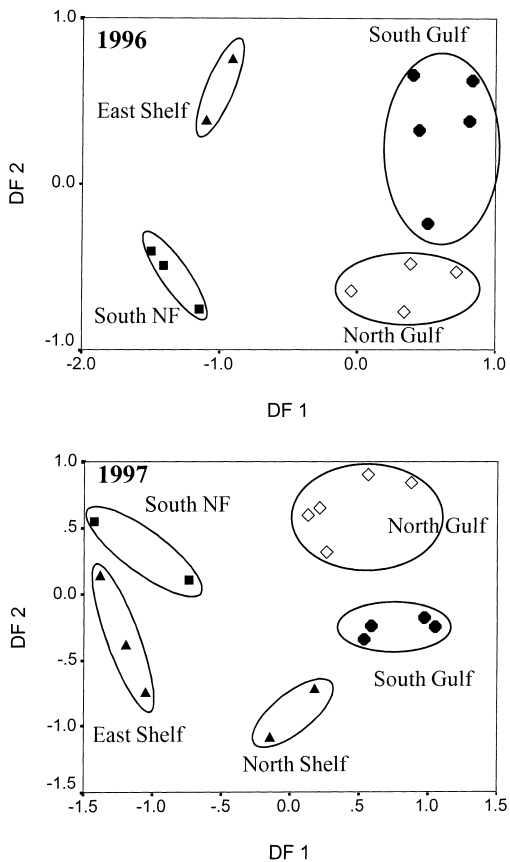 1.0
1996
South Gulf
East Shelf
DF 2
0.0
South NF
North Gulf
-1.0
-2.0 -1.0 0.0 1.0
DF 1
1.0
1997
South NF
North Gulf
.5
0.0
DF 2
-.5
South Gulf
East Shelf
-1.0
North Shelf
-1.5
-1.5 -1.0 -.5 0.0 .5 1.0 1.5
DF 1